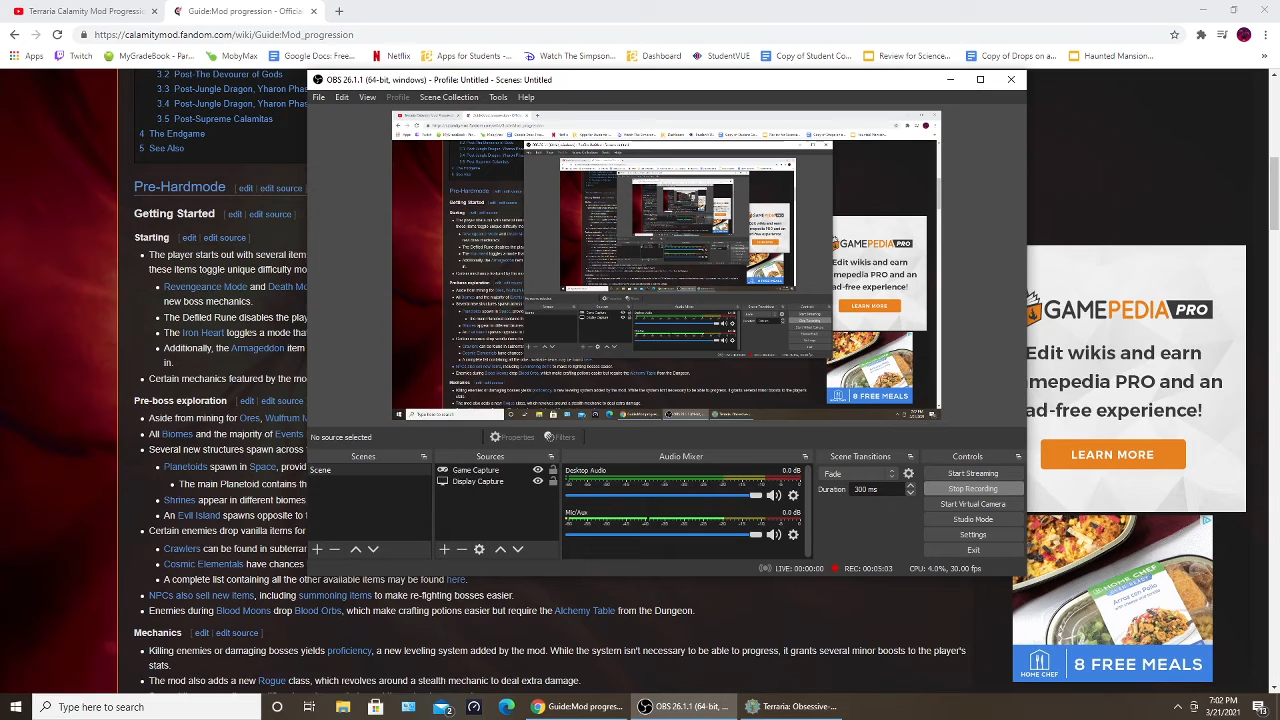 Terraria Calamity Mod Progression
Guide:Mod progression - Officia
https://calamitymod.fandom.com/wiki/Guide:Mod_progression
Apps
Twitch
MyGradeBook - Par...
MobyMax
Google Docs: Free...
Netflix
Apps for Students -...
Watch The Simpson...
Dashboard
StudentVUE
Copy of Student Co...
Review for Science...
Copy of Drops on a...
Haunted Mansion...
3.2 Post-The Devourer of Gods
3.3 Post-Jungle Dragon, Yharon Phas
3.4 Post-Jungle Dragon, Yharon Phas
3.5 Post-Supreme Calamitas
4 The Endgame
5 See Also
Pre-Hardmode [ edit edit source ]
Getting Started [ edit edit source ]
Starting [ edit edit source ]
The player starts out with several item
These items toggle unique difficulty mo
Revengeance Mode and Death Mo
new boss mechanics.
Defiled Rune disables the play
The Iron Heart toggles a mode tha
Additionally, the Armageddon item
hit.
Certain mechanics featured by the mod
Pre-boss exploration [ edit edit source
Aside from mining for Ores, Wulfrum M
All Biomes and the majority of Events
Several new structures spawn across
Planetoids spawn in Space, provid
The main Planetoid contains th
Shrines appear in different biomes
An Evil Island spawns close to t
Certain enemies drop vanilla items for
Crawlers can be found in subterran
Cosmic Elementals have chances
A complete list containing all the other available items may be found here.
NPCs also sell new items, including summoning items to make re-fighting bosses easier.
Enemies during Blood Moons drop Blood Orbs, which make crafting potions easier but require the Alchemy Table from the Dungeon.
Mechanics [ edit edit source ]
Killing enemies or damaging bosses yields proficiency, a new leveling system added by the mod. While the system isn't necessary to be able to progress, it grants several minor boosts to the player's
stats.
The mod also adds a new Rogue class, which revolves around a stealth mechanic to deal extra damage.
OBS 26.1.1 (64-bit, windows) - Profile: Untitled - Scenes: Untitled
File Edit View Profile Scene Collection Tools Help
GAMEPEDIA PRO
Edit wikis and earn
mepedia PRO and an
ad-free experience!
LEARN MORE
8 FREE MEALS
No source selected
Properties
Filters
Scenes
Sources
Audio Mixer
Scene Transitions
Controls
Scene
Game Capture
Display Capture
Desktop Audio
0.0 dB
Mic/Aux
0.0 dB
Fade
Duration 300 ms
Start Streaming
Stop Recording
Start Virtual Camera
Studio Mode
Settings
Exit
LIVE: 00:00:00
REC: 00:05:03
CPU: 4.0%, 30.00 fps
GAMEPEDIA PRO
Edit wikis and earn
mepedia PRO and an
ad-free experience!
LEARN MORE
HOME CHEF
Arroz con Pollo
HOME CHEF
8 FREE MEALS
Type here to search
2
Guide:Mod progres...
OBS 26.1.1 (64-bit, ...
Terraria: Obsessive-...
7:02 PM
3/21/2021